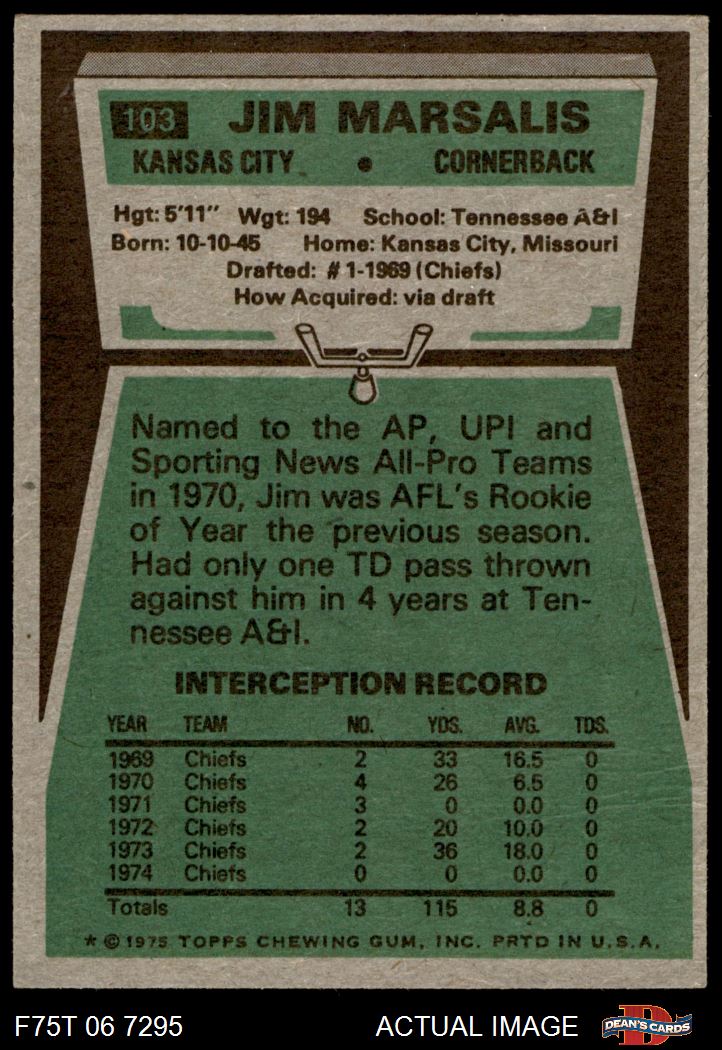 103 JIM MARSALIS
KANSAS CITY • CORNERBACK
Hgt: 5'11" Wgt: 194 School: Tennessee A&I
Born: 10-10-45 Home: Kansas City, Missouri
Drafted: #1-1969 (Chiefs)
How Acquired: via draft
Named to the AP, UPI and
Sporting News All-Pro Teams
in 1970, Jim was AFL's Rookie
of Year the previous season.
Had only one TD pass thrown
against him in 4 years at Ten-
nessee A&I.
INTERCEPTION RECORD
YEAR TEAM NO. YDS. AVG. TDS.
1969 Chiefs 2 33 16.5 0
1970 Chiefs 4 26 6.5 0
1971 Chiefs 3 0 0.0 0
1972 Chiefs 2 20 10.0 0
1973 Chiefs 2 36 18.0 0
1974 Chiefs 0 0 0.0 0
Totals 13 115 8.8 0
* © 1975 TOPPS CHEWING GUM, INC. PRTD IN U.S.A.
F75T 06 7295 ACTUAL IMAGE D DEAN'S CARDS